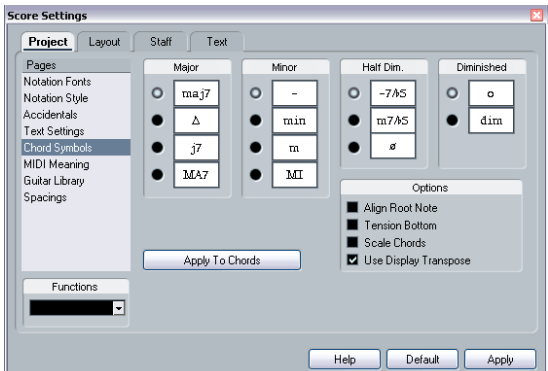 Score Settings
Project Layout Staff Text
Pages
Notation Fonts
Notation Style
Accidentals
Text Settings
Chord Symbols
MIDI Meaning
Guitar Library
Spacings
Functions
Major
maj7
Δ
j7
MA7
Minor
-
min
m
MI
Half Dim.
-7/♭5
m7/♭5
ø
Diminished
o
dim
Options
Align Root Note
Tension Bottom
Scale Chords
Use Display Transpose
Apply To Chords
Help Default Apply